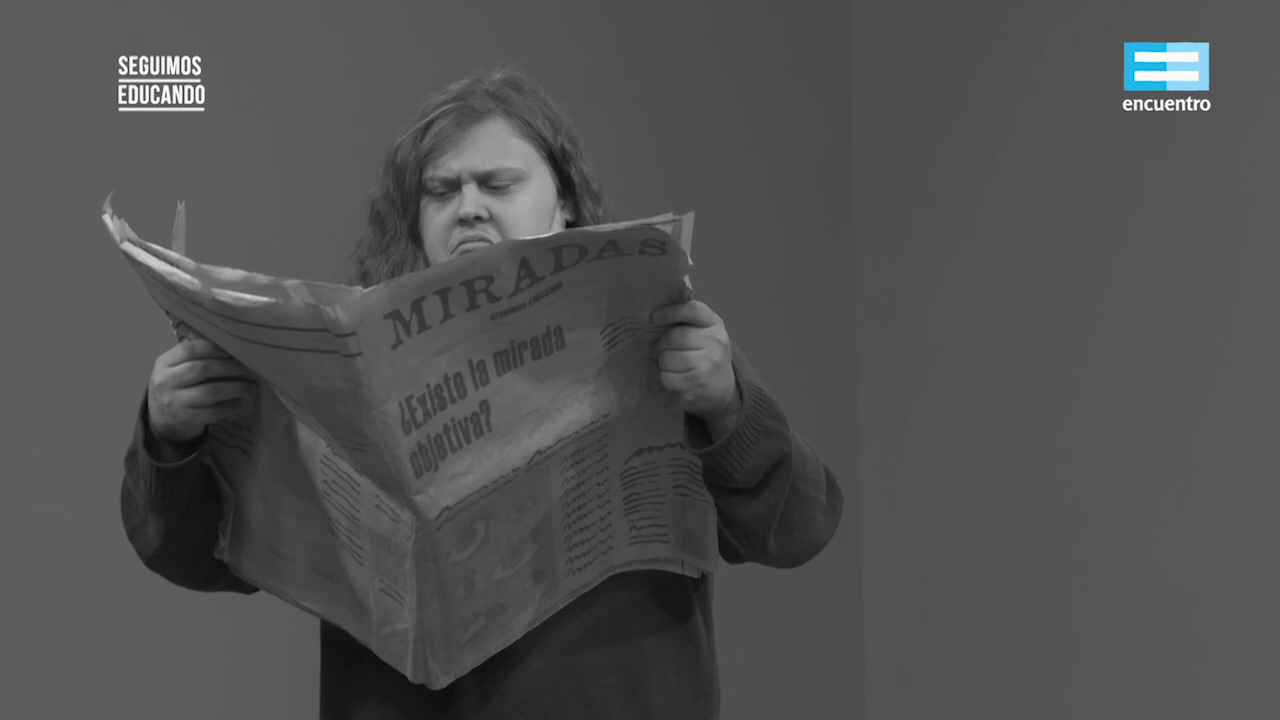 SEGUIMOS
EDUCANDO
encuentro
MIRADAS
¿Existe la mirada
objetiva?